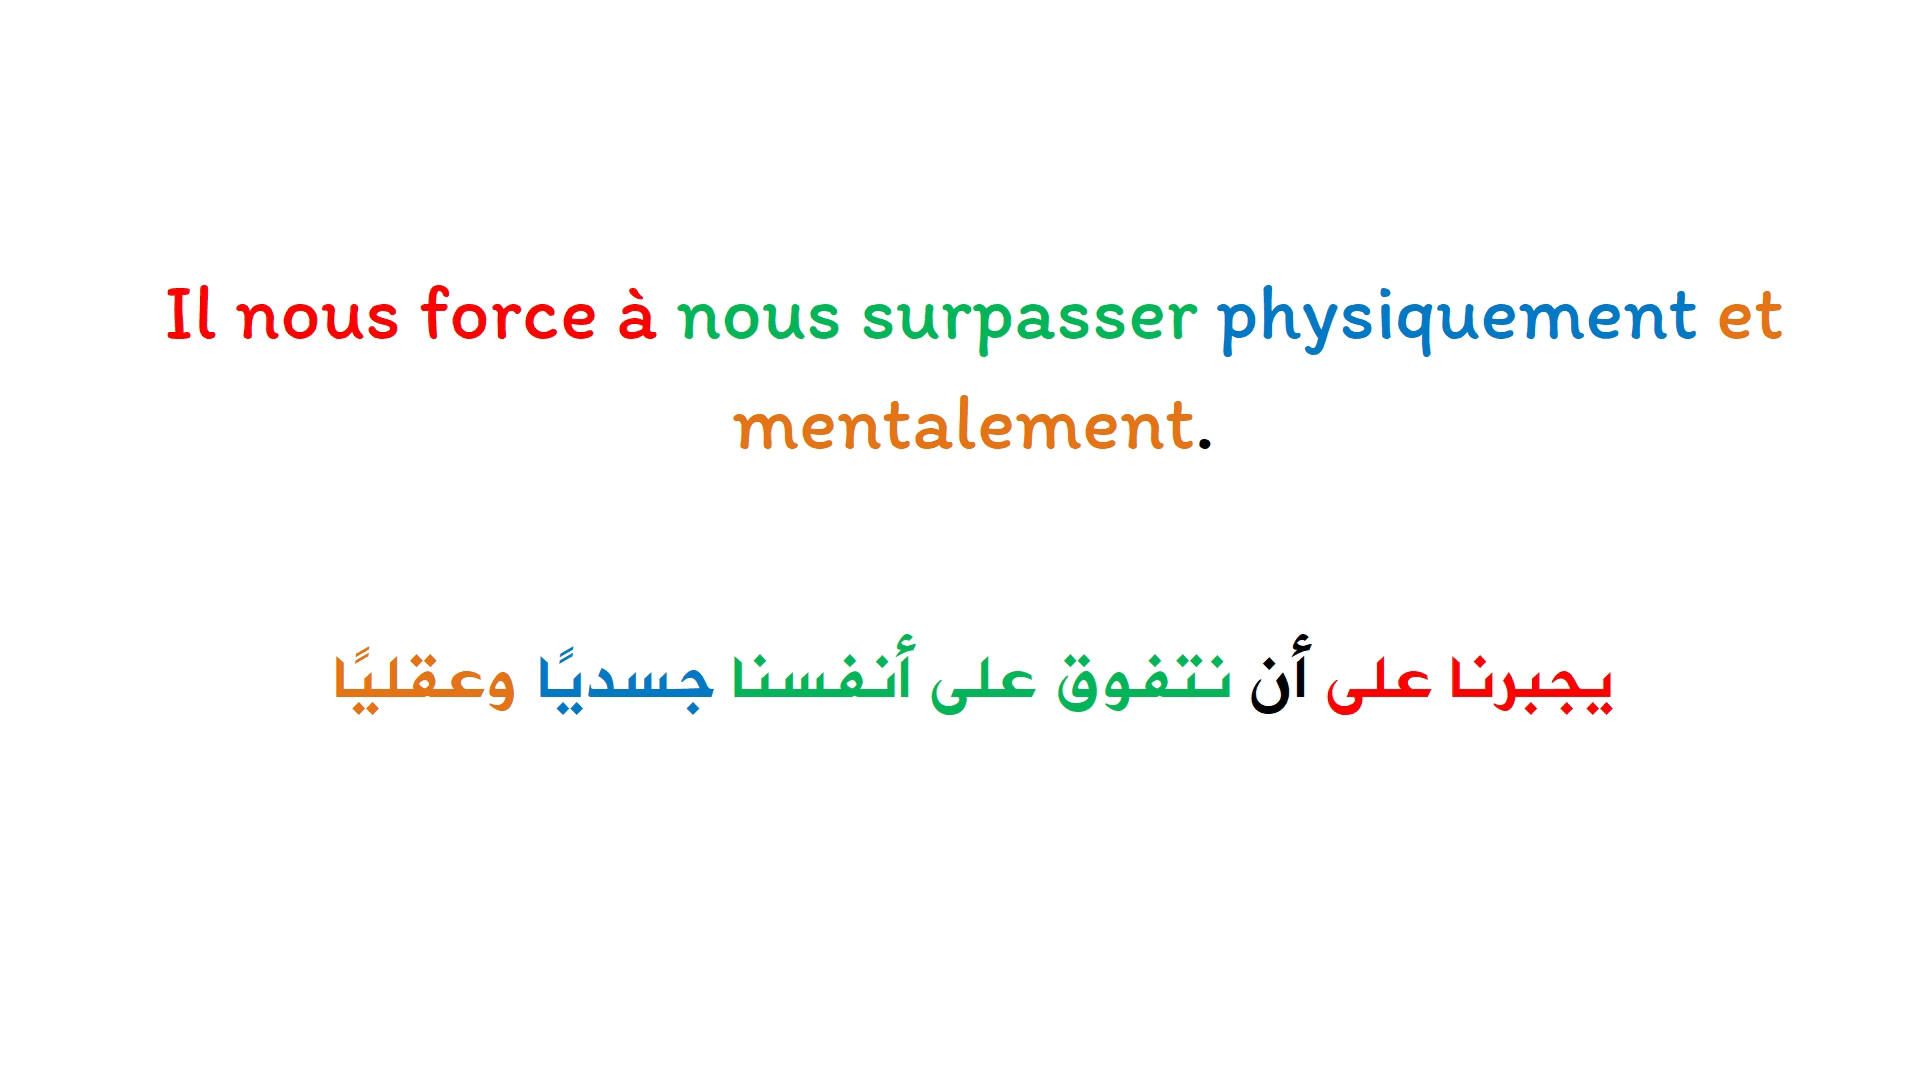 Il nous force à nous surpasser physiquement et
mentalement.
يجبرنا على أن نتفوق على أنفسنا جسديًا وعقليًا